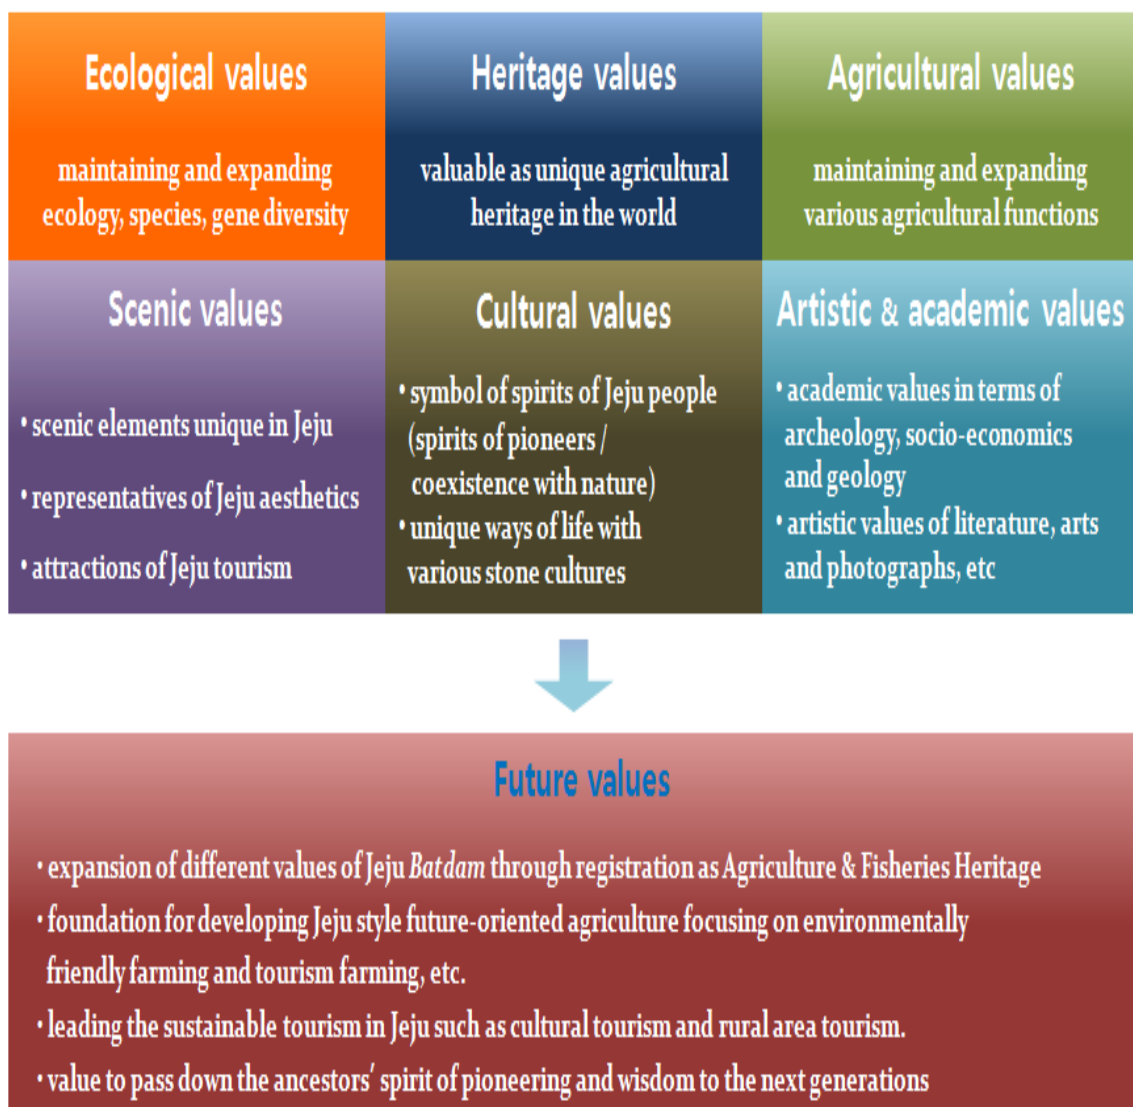 Ecological values
maintaining and expanding
ecology, species, gene diversity
Heritage values
valuable as unique agricultural
heritage in the world
Agricultural values
maintaining and expanding
various agricultural functions
Scenic values
• scenic elements unique in Jeju
• representatives of Jeju aesthetics
• attractions of Jeju tourism
Cultural values
• symbol of spirits of Jeju people
(spirits of pioneers /
coexistence with nature)
• unique ways of life with
various stone cultures
Artistic & academic values
• academic values in terms of
archeology, socio-economics
and geology
• artistic values of literature, arts
and photographs, etc
Future values
• expansion of different values of Jeju Batdam through registration as Agriculture & Fisheries Heritage
• foundation for developing Jeju style future-oriented agriculture focusing on environmentally
friendly farming and tourism farming, etc.
• leading the sustainable tourism in Jeju such as cultural tourism and rural area tourism.
• value to pass down the ancestors’ spirit of pioneering and wisdom to the next generations